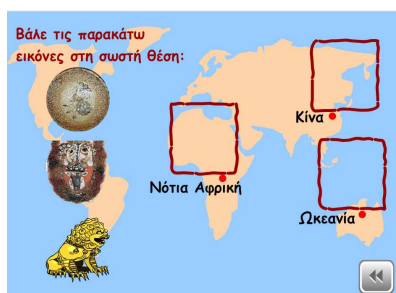 Βάλε τις παρακάτω
εικόνες στη σωστή θέση:
Κίνα
Νότια Αφρική
Ωκεανία